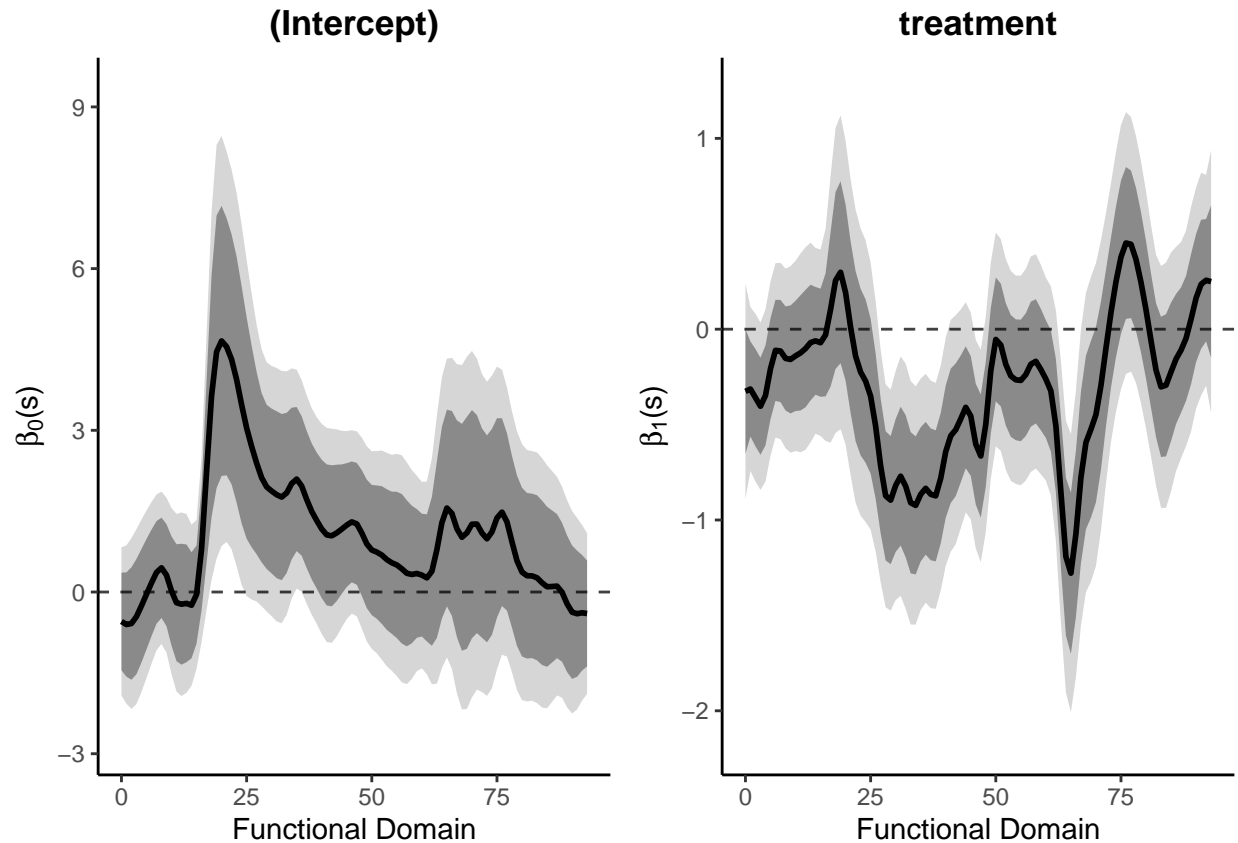 (Intercept)
9
6
3
0
−3
β0(s)
0
25
50
75
Functional Domain
treatment
1
0
−1
−2
β1(s)
0
25
50
75
Functional Domain